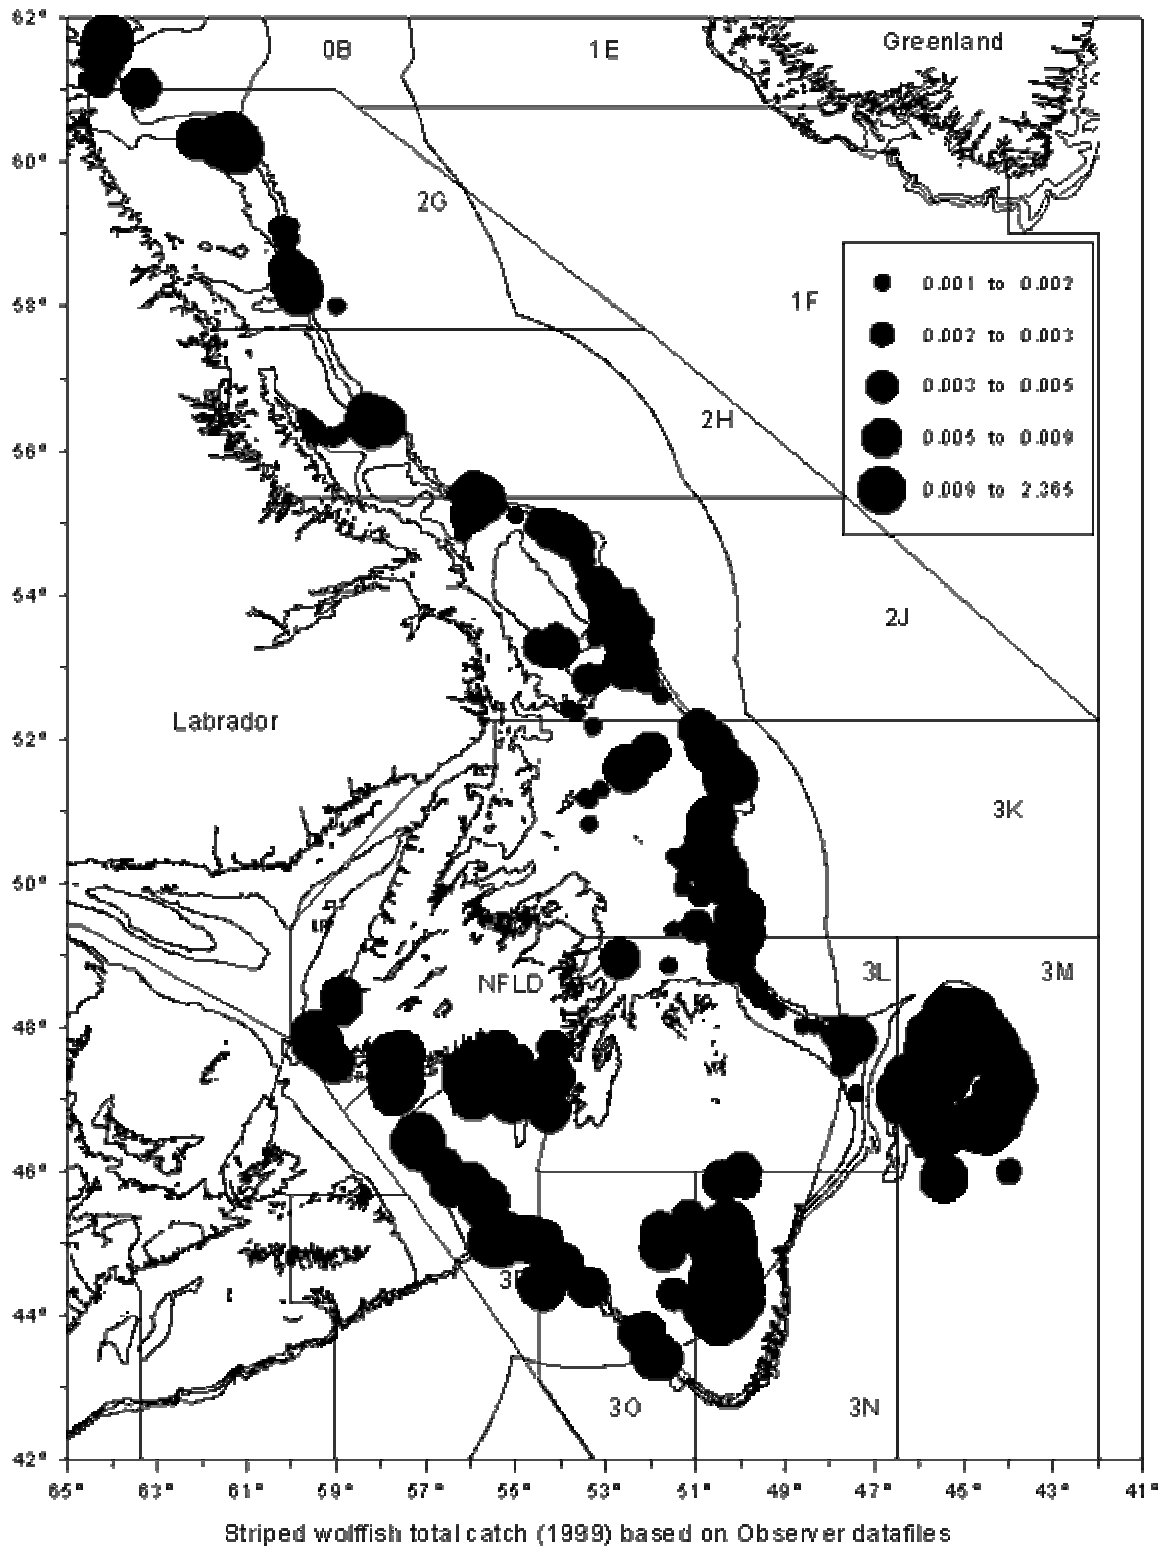 62°
0B
1E
Greenland
60°
2G
1F
0.001 to 0.002
0.002 to 0.003
0.003 to 0.005
0.005 to 0.009
0.009 to 2.365
58°
2H
56°
54°
2J
Labrador
52°
3K
50°
NFLD
3L
3M
48°
46°
44°
3O
3N
42°
65° 63° 61° 59° 57° 55° 53° 51° 49° 47° 45° 43° 41°
Striped wolffish total catch (1999) based on Observer datafiles